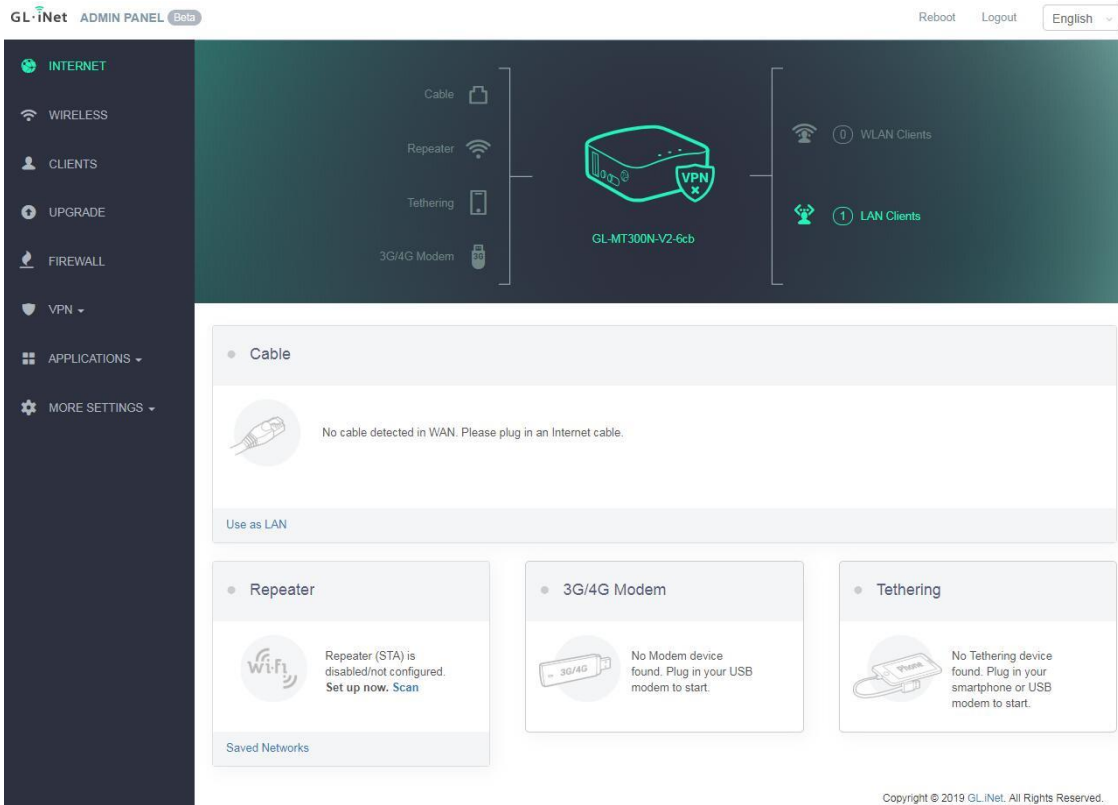 GL·iNet ADMIN PANEL Beta
Reboot Logout English
INTERNET
WIRELESS
CLIENTS
UPGRADE
FIREWALL
VPN
APPLICATIONS
MORE SETTINGS
Cable
Repeater
Tethering
3G/4G Modem
3G
VPN
GL-MT300N-V2-6cb
0 WLAN Clients
1 LAN Clients
Cable
No cable detected in WAN. Please plug in an Internet cable.
Use as LAN
Repeater
Wi-Fi
Repeater (STA) is
disabled/not configured.
Set up now. Scan
Saved Networks
3G/4G Modem
3G/4G
No Modem device
found. Plug in your USB
modem to start.
Tethering
Phone
No Tethering device
found. Plug in your
smartphone or USB
modem to start.
Copyright © 2019 GL.iNet. All Rights Reserved.